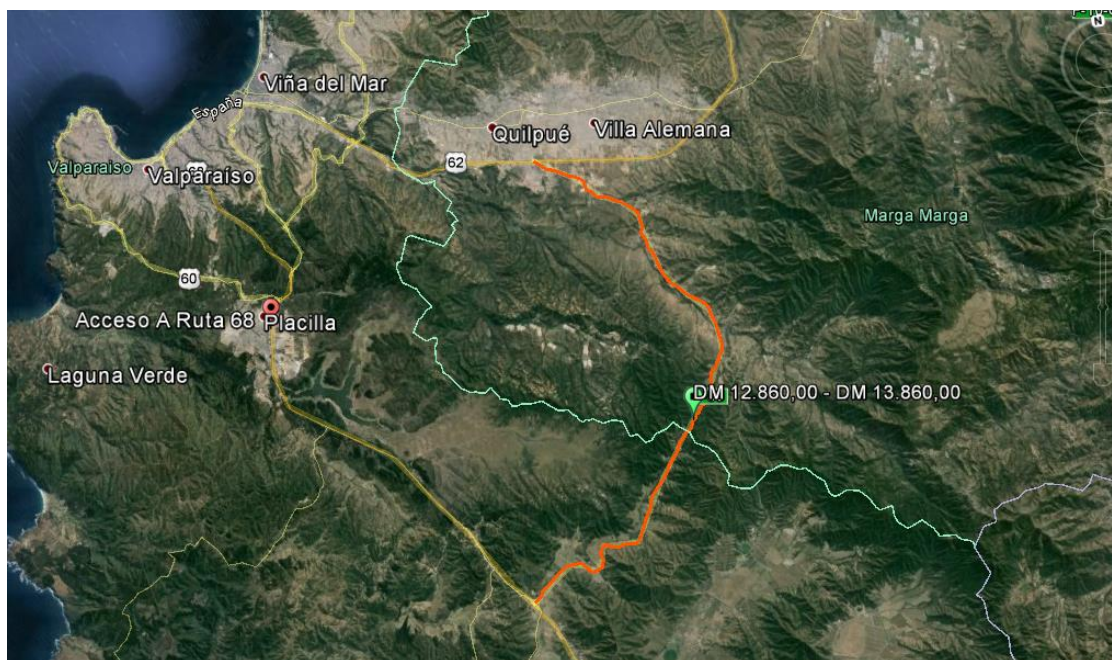 N
Viña del Mar
España
Quilpué
Villa Alemana
62
Valparaiso
Valparaíso
Marga Marga
60
Acceso A Ruta 68
Placilla
Laguna Verde
DM 12.860,00 - DM 13.860,00